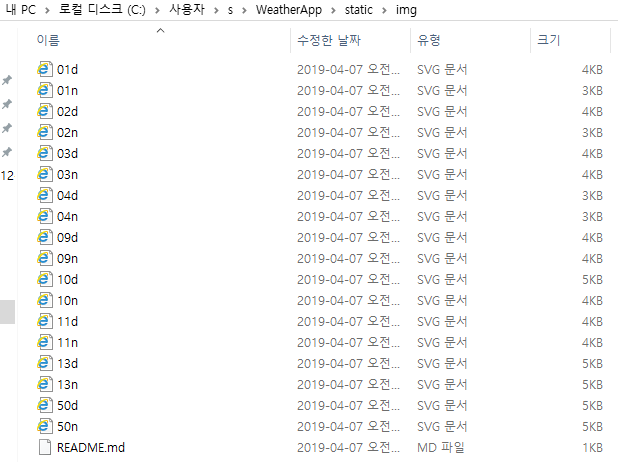 내 PC > 로컬 디스크 (C:) > 사용자 > s > WeatherApp > static > img
이름 수정한 날짜 유형 크기
01d 2019-04-07 오전... SVG 문서 4KB
01n 2019-04-07 오전... SVG 문서 3KB
02d 2019-04-07 오전... SVG 문서 4KB
02n 2019-04-07 오전... SVG 문서 3KB
03d 2019-04-07 오전... SVG 문서 4KB
03n 2019-04-07 오전... SVG 문서 4KB
12 04d 2019-04-07 오전... SVG 문서 4KB
04n 2019-04-07 오전... SVG 문서 3KB
09d 2019-04-07 오전... SVG 문서 4KB
09n 2019-04-07 오전... SVG 문서 4KB
10d 2019-04-07 오전... SVG 문서 5KB
10n 2019-04-07 오전... SVG 문서 4KB
11d 2019-04-07 오전... SVG 문서 4KB
11n 2019-04-07 오전... SVG 문서 4KB
13d 2019-04-07 오전... SVG 문서 5KB
13n 2019-04-07 오전... SVG 문서 5KB
50d 2019-04-07 오전... SVG 문서 5KB
50n 2019-04-07 오전... SVG 문서 5KB
README.md 2019-04-07 오전... MD 파일 1KB